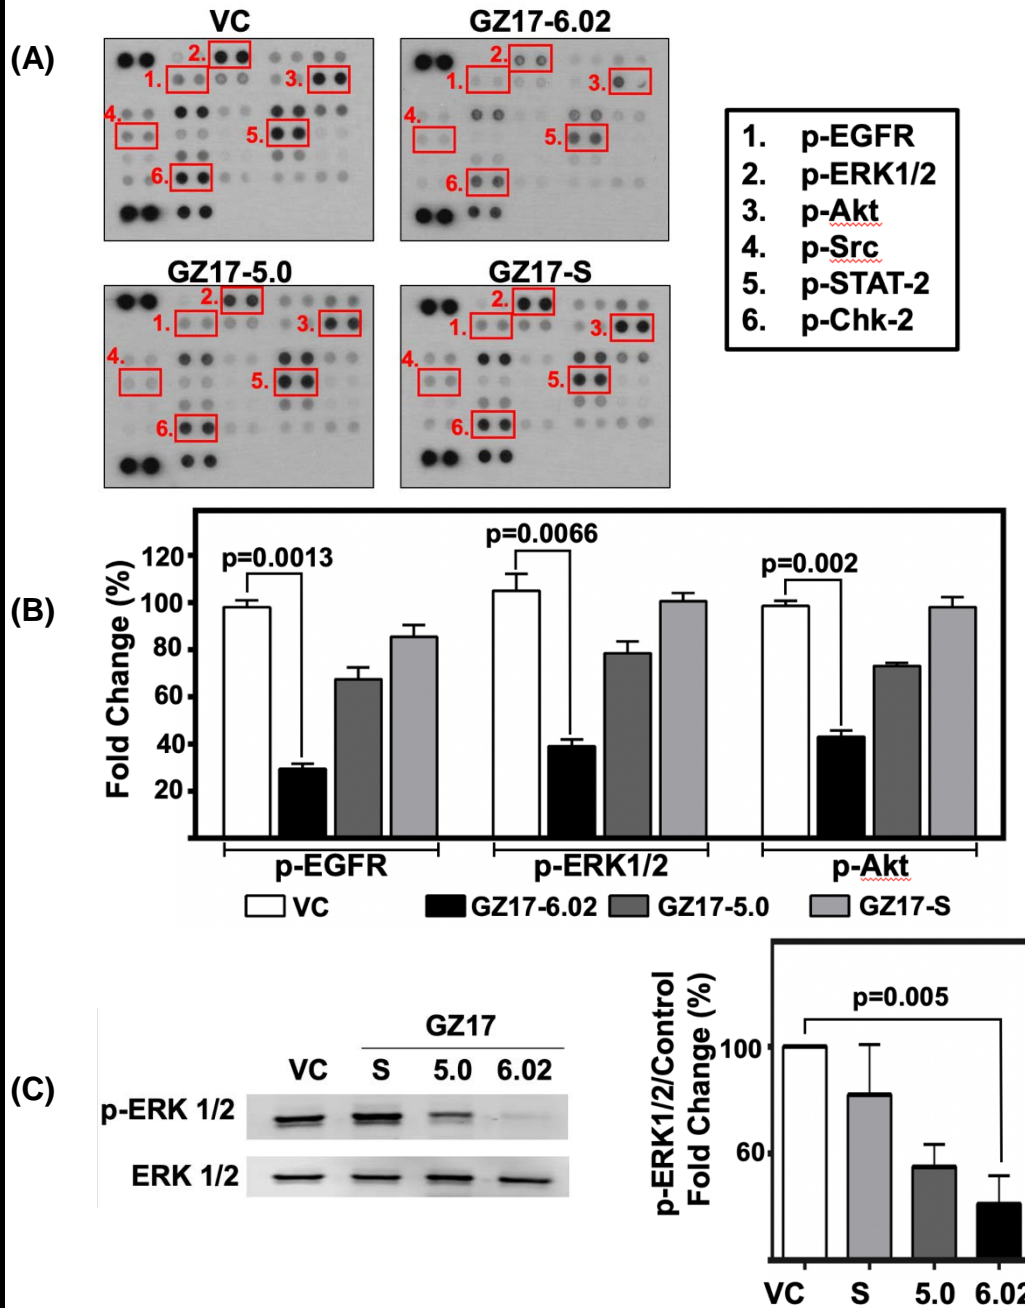 (A)
VC
GZ17-6.02
1.
2.
3.
4.
5.
6.
1.
2.
3.
4.
5.
6.
1. p-EGFR
2. p-ERK1/2
3. p-Akt
4. p-Src
5. p-STAT-2
6. p-Chk-2
GZ17-5.0
GZ17-S
1.
2.
3.
4.
5.
6.
1.
2.
3.
4.
5.
6.
(B)
Fold Change (%)
120
100
80
60
40
20
p=0.0013
p=0.0066
p=0.002
p-EGFR
p-ERK1/2
p-Akt
VC
GZ17-6.02
GZ17-5.0
GZ17-S
(C)
GZ17
VC S 5.0 6.02
p-ERK 1/2
ERK 1/2
p-ERK1/2/Control
Fold Change (%)
100
60
p=0.005
VC S 5.0 6.02